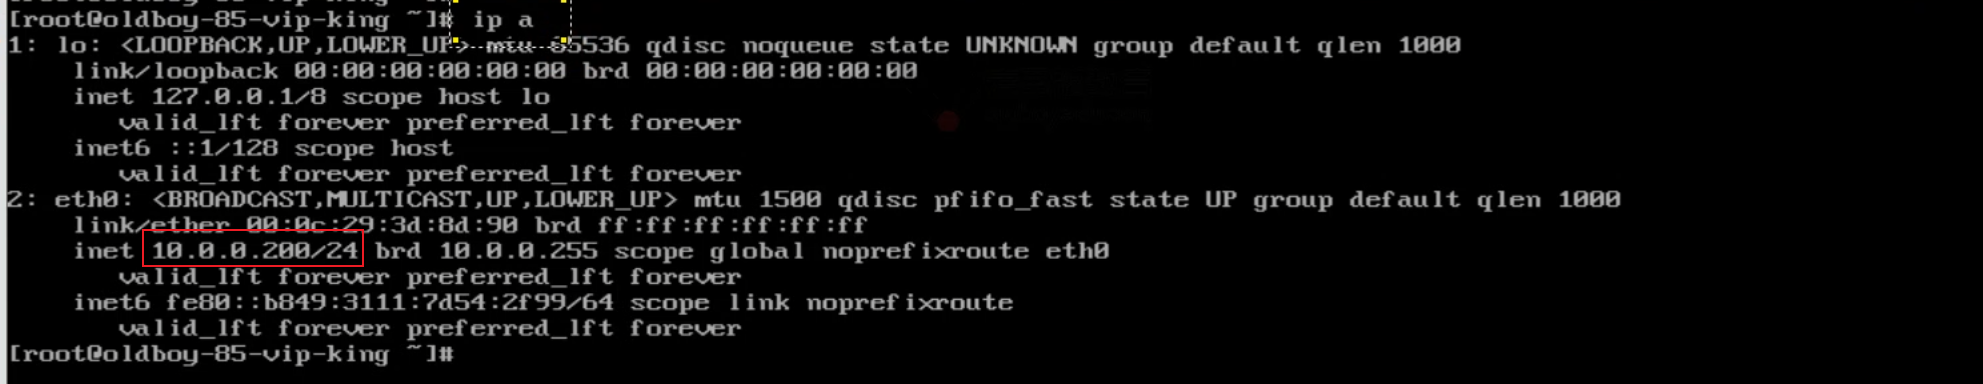 [root@oldboy-85-vip-king ~]# ip a
1: lo: <LOOPBACK,UP,LOWER_UP> mtu 65536 qdisc noqueue state UNKNOWN group default qlen 1000
link/loopback 00:00:00:00:00:00 brd 00:00:00:00:00:00
inet 127.0.0.1/8 scope host lo
valid_lft forever preferred_lft forever
inet6 ::1/128 scope host
valid_lft forever preferred_lft forever
2: eth0: <BROADCAST,MULTICAST,UP,LOWER_UP> mtu 1500 qdisc pfifo_fast state UP group default qlen 1000
link/ether 00:0c:29:3d:8d:90 brd ff:ff:ff:ff:ff:ff
inet 10.0.0.200/24 brd 10.0.0.255 scope global noprefixroute eth0
valid_lft forever preferred_lft forever
inet6 fe80::b849:3111:7d54:2f99/64 scope link noprefixroute
valid_lft forever preferred_lft forever
[root@oldboy-85-vip-king ~]#